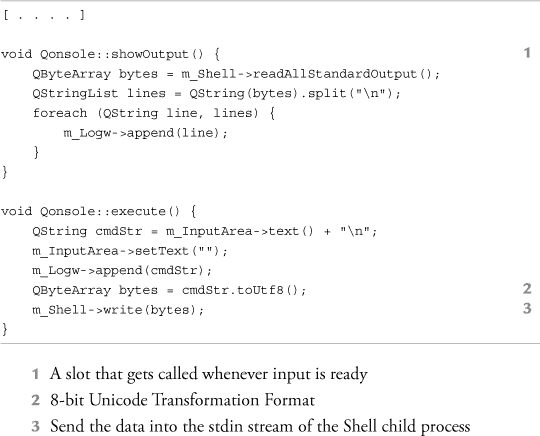 [ . . . . ]
void Qonsole::showOutput() { 1
    QByteArray bytes = m_Shell->readAllStandardOutput();
    QStringList lines = QString(bytes).split("\n");
    foreach (QString line, lines) {
        m_Logw->append(line);
    }
}
void Qonsole::execute() {
    QString cmdStr = m_InputArea->text() + "\n";
    m_InputArea->setText("");
    m_Logw->append(cmdStr);
    QByteArray bytes = cmdStr.toUtf8(); 2
    m_Shell->write(bytes); 3
}
1 A slot that gets called whenever input is ready
2 8-bit Unicode Transformation Format
3 Send the data into the stdin stream of the Shell child process